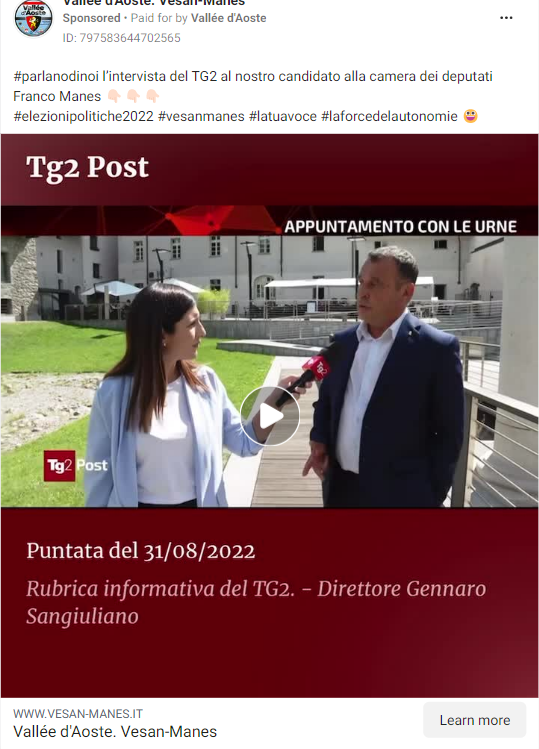 Vallée d'Aoste. Vesan-Manes
Sponsored • Paid for by Vallée d'Aoste
ID: 797583644702565
#parlanodinoi l'intervista del TG2 al nostro candidato alla camera dei deputati
Franco Manes 👇🏻👇🏻👇🏻
#elezionipolitiche2022 #vesanmanes #latuavoce #laforcedelautonomie 😃
Tg2 Post
APPUNTAMENTO CON LE URNE
Tg2
Tg2 Post
Puntata del 31/08/2022
Rubrica informativa del TG2. - Direttore Gennaro
Sangiuliano
WWW.VESAN-MANES.IT
Vallée d'Aoste. Vesan-Manes
Learn more